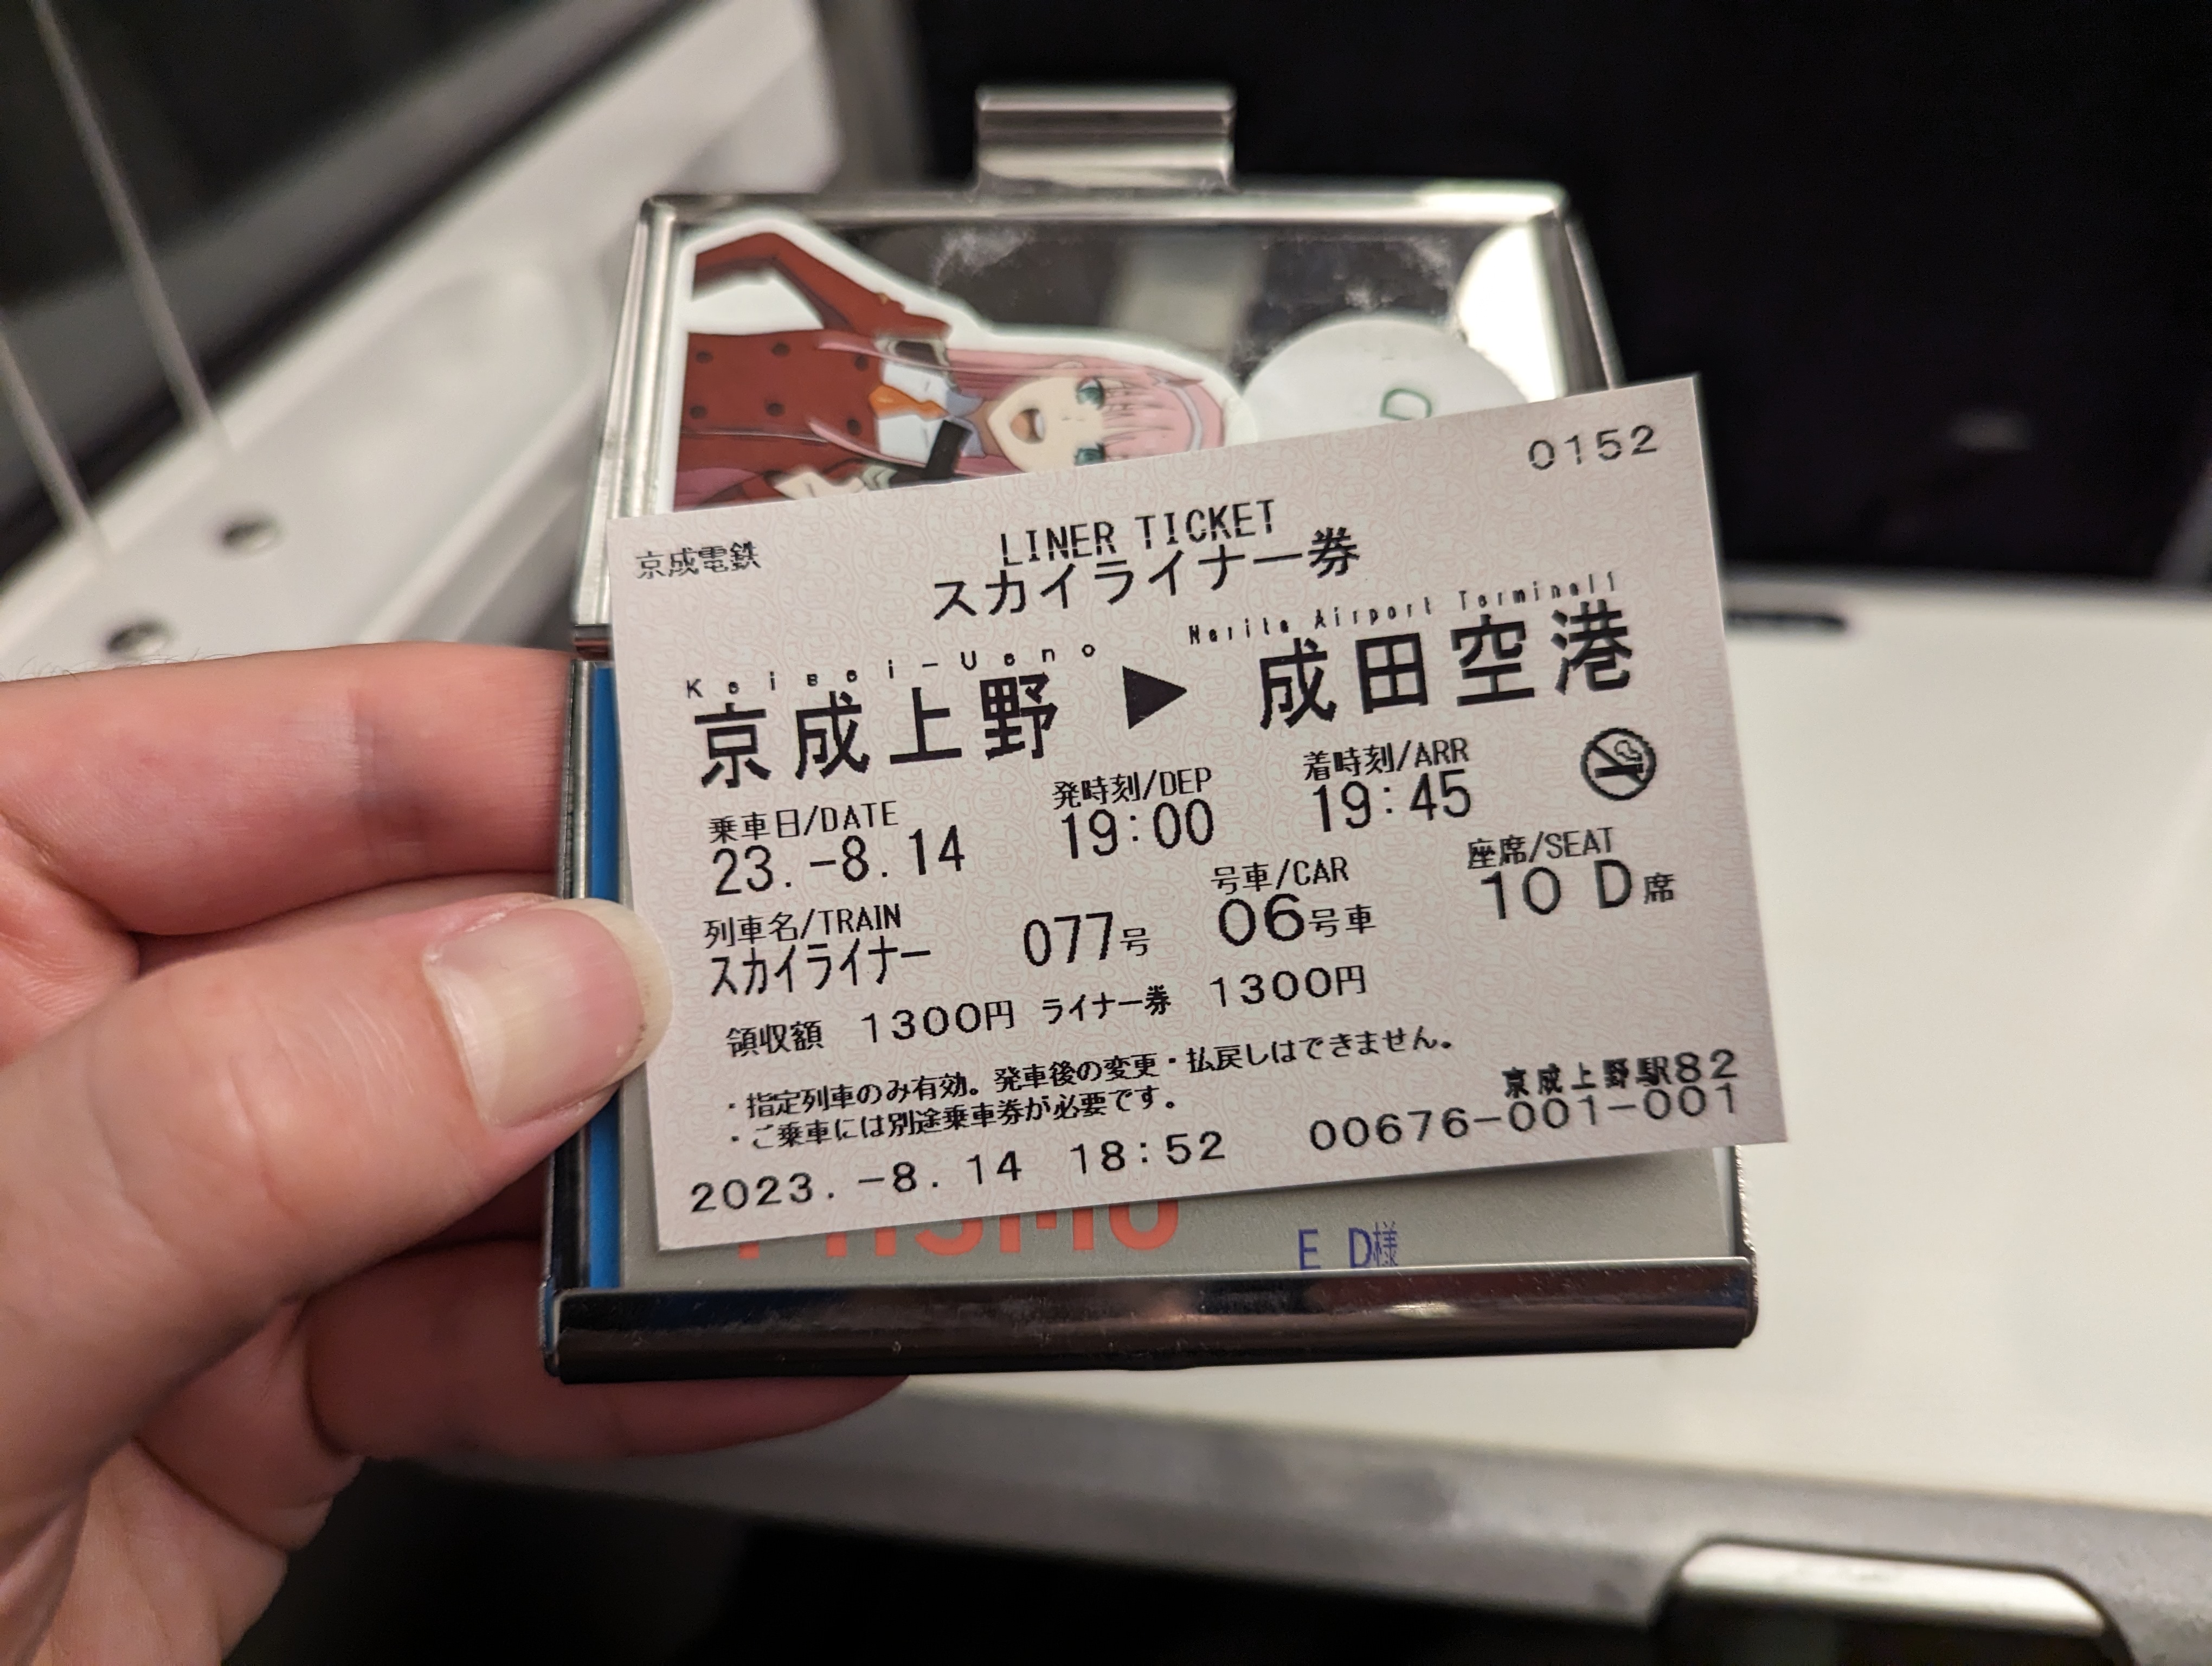 D
0152
京成電鉄
LINER TICKET
スカイライナー券
Keisei-Ueno ▶ Narita Airport Terminal1
京成上野 ▶ 成田空港
乗車日/DATE 発時刻/DEP 着時刻/ARR
23.-8.14 19:00 19:45
列車名/TRAIN 号車/CAR 座席/SEAT
スカイライナー 077号 06号車 10 D席
領収額 1300円 ライナー券 1300円
・指定列車のみ有効。発車後の変更・払戻しはできません。
・ご乗車には別途乗車券が必要です。
京成上野駅82
2023.-8.14 18:52 00676-001-001
PASMO E D様